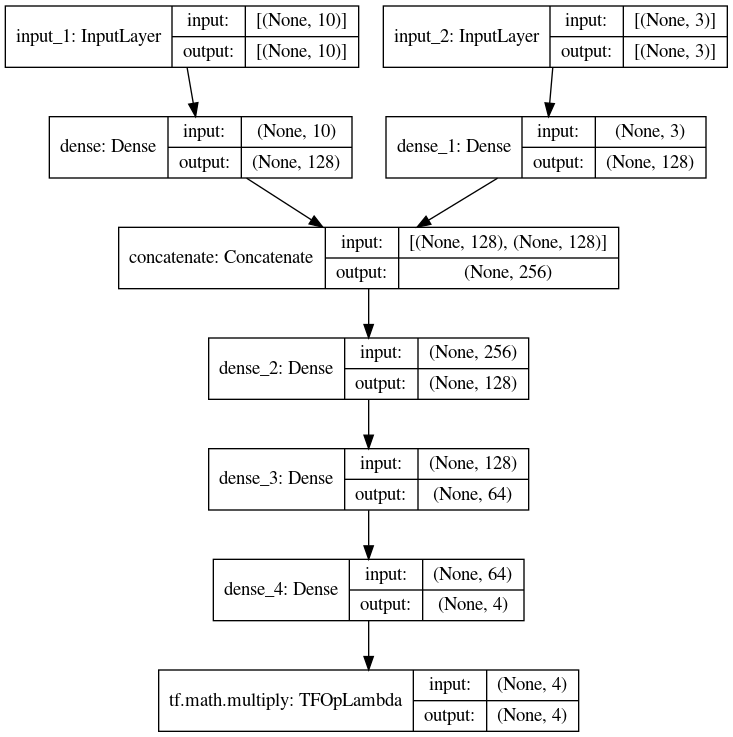 input_1: InputLayer
input: [(None, 10)]
output: [(None, 10)]
input_2: InputLayer
input: [(None, 3)]
output: [(None, 3)]
dense: Dense
input: (None, 10)
output: (None, 128)
dense_1: Dense
input: (None, 3)
output: (None, 128)
concatenate: Concatenate
input: [(None, 128), (None, 128)]
output: (None, 256)
dense_2: Dense
input: (None, 256)
output: (None, 128)
dense_3: Dense
input: (None, 128)
output: (None, 64)
dense_4: Dense
input: (None, 64)
output: (None, 4)
tf.math.multiply: TFOpLambda
input: (None, 4)
output: (None, 4)